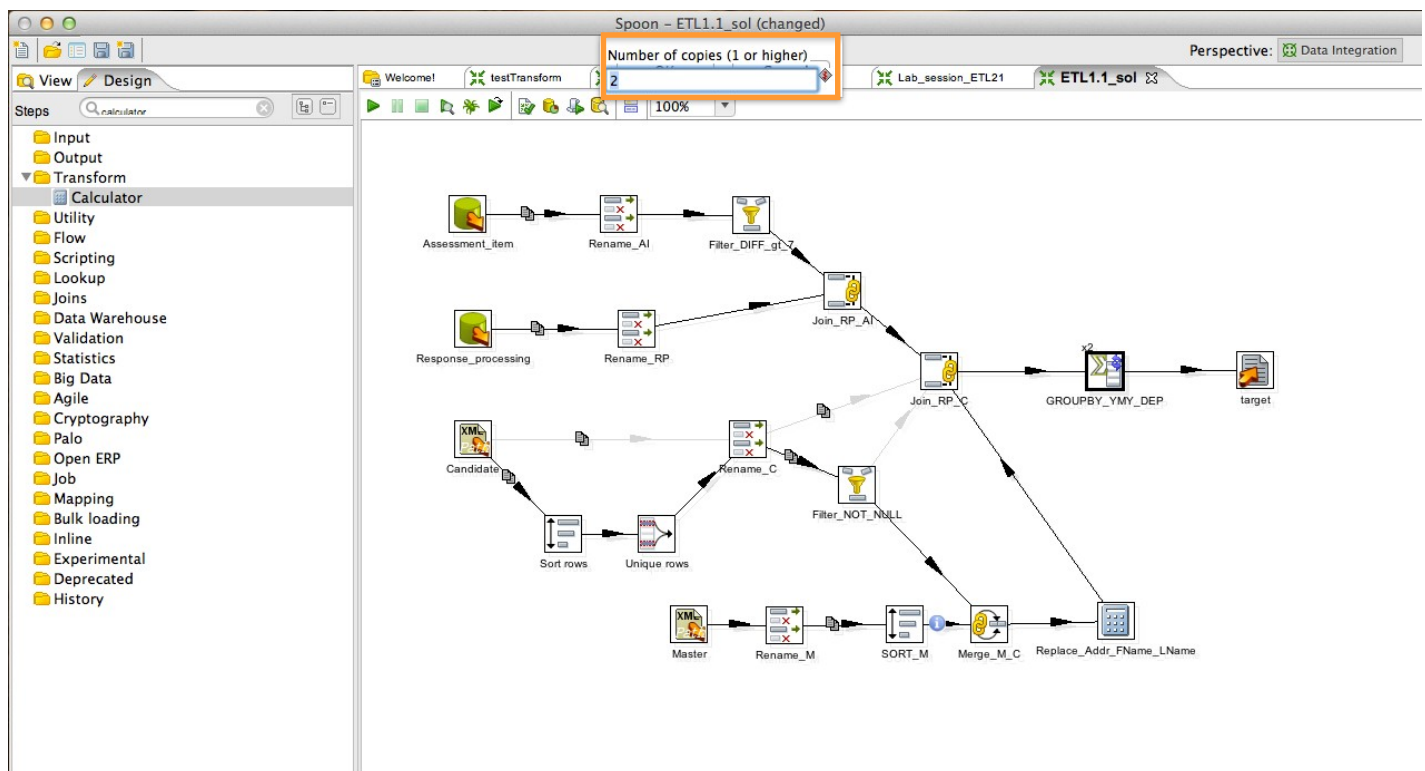 Spoon – ETL1.1_sol (changed)
Perspective: Data Integration
Number of copies (1 or higher)
2
View Design
Welcome! testTransform Lab_session_ETL21 ETL1.1_sol
Steps calculator
100%
Input
Output
Transform
Calculator
Utility
Flow
Scripting
Lookup
Joins
Data Warehouse
Validation
Statistics
Big Data
Agile
Cryptography
Palo
Open ERP
Job
Mapping
Bulk loading
Inline
Experimental
Deprecated
History
Assessment_item Rename_AI Filter_DIFF_gt_7
Join_RP_AI
Response_processing Rename_RP
x2
Join_RP_C GROUPBY_YMY_DEP target
XML
Candidate Rename_C
Filter_NOT_NULL
Sort rows Unique rows
XML
Master Rename_M SORT_M Merge_M_C Replace_Addr_FName_LName